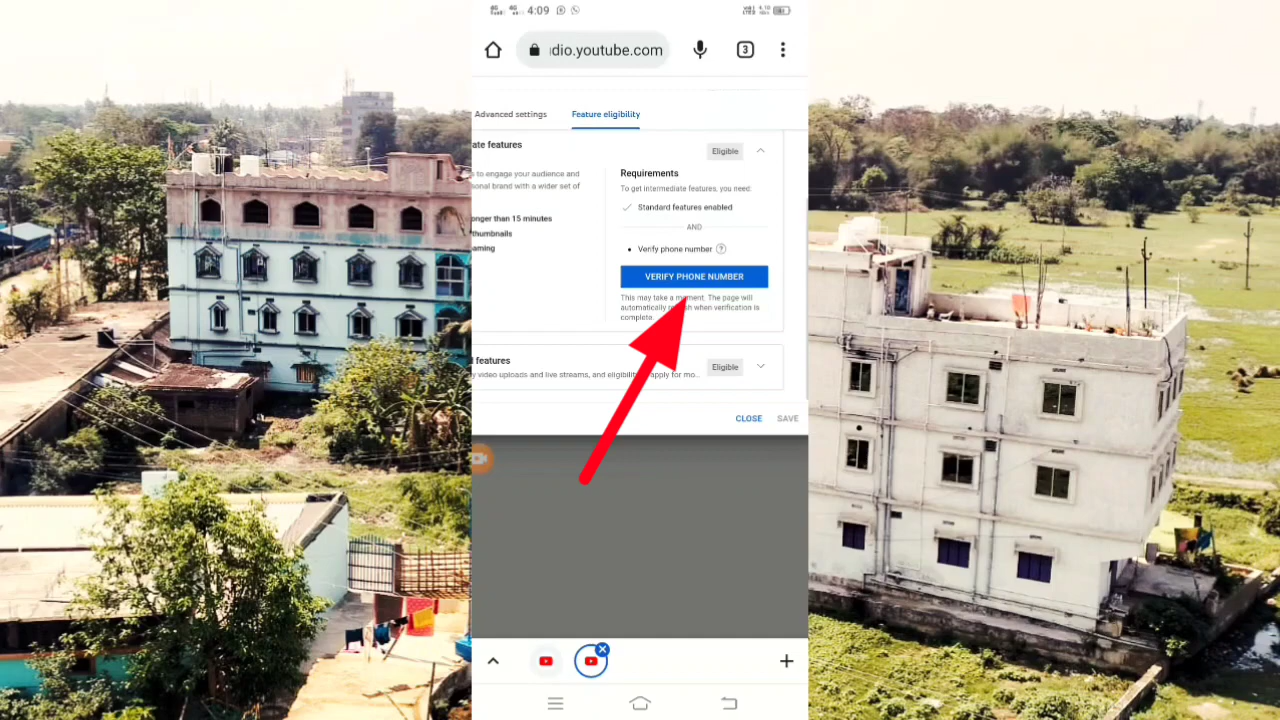 4:09
dio.youtube.com
3
Advanced settings
Feature eligibility
ate features
Eligible
s to engage your audience and
onal brand with a wider set of
onger than 15 minutes
humbnails
aming
Requirements
To get intermediate features, you need:
Standard features enabled
AND
Verify phone number ?
VERIFY PHONE NUMBER
This may take a moment. The page will
automatically when verification is
complete.
features
y video uploads and live streams, and eligibility apply for mo...
Eligible
CLOSE
SAVE